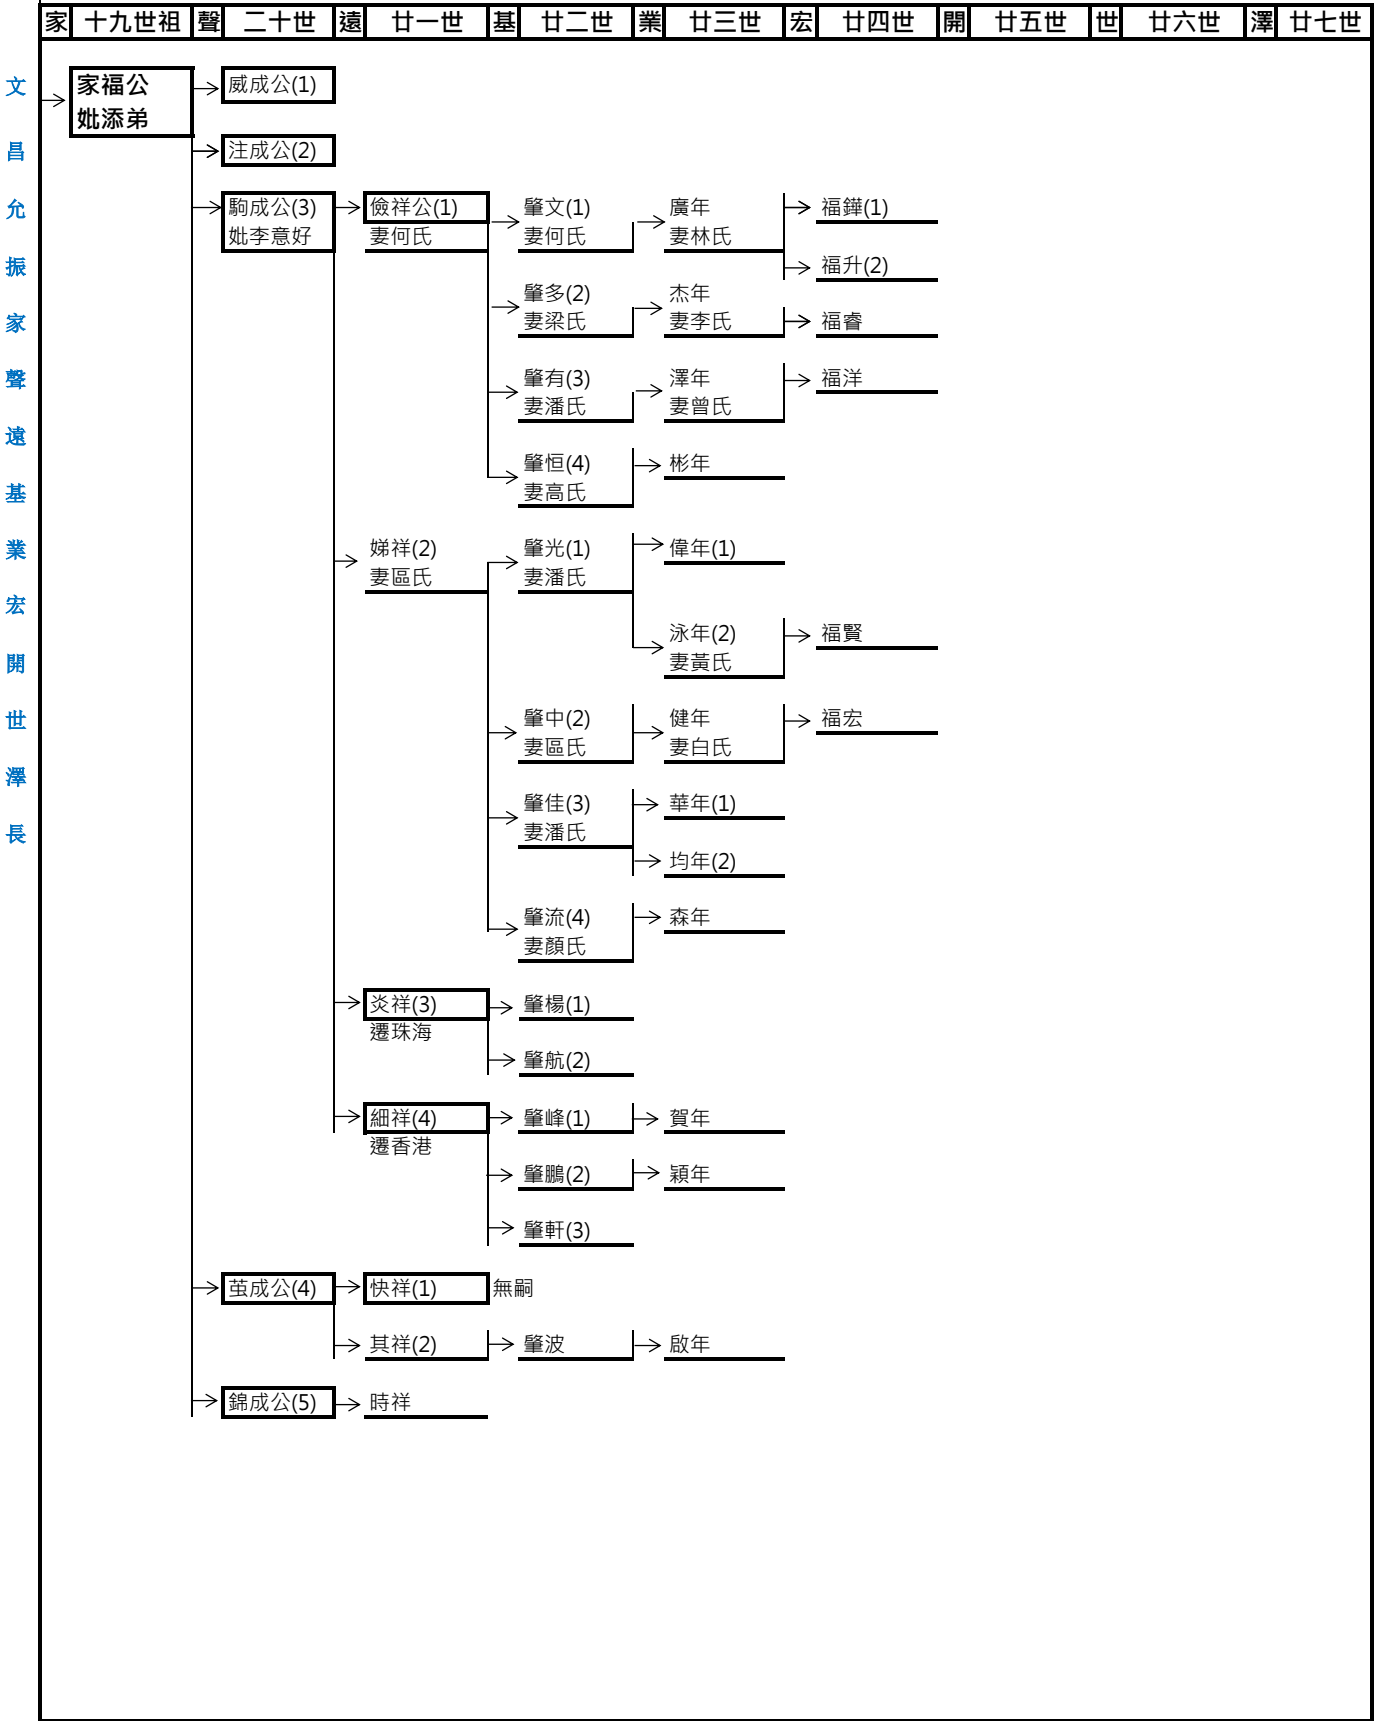 家 十九世祖 聲 二十世 遠 廿一世 基 廿二世 業 廿三世 宏 廿四世 開 廿五世 世 廿六世 澤 廿七世
文
昌
允
振
家
聲
遠
基
業
宏
開
世
澤
長
家福公
妣添弟
威成公(1)
注成公(2)
駒成公(3)
妣李意好
儉祥公(1)
妻何氏
肇文(1)
妻何氏
廣年
妻林氏
福鏵(1)
福升(2)
肇多(2)
妻梁氏
杰年
妻李氏
福睿
肇有(3)
妻潘氏
澤年
妻曾氏
福洋
肇恒(4)
妻高氏
彬年
娣祥(2)
妻區氏
肇光(1)
妻潘氏
偉年(1)
泳年(2)
妻黃氏
福賢
肇中(2)
妻區氏
健年
妻白氏
福宏
肇佳(3)
妻潘氏
華年(1)
均年(2)
肇流(4)
妻顏氏
森年
炎祥(3)
遷珠海
肇楊(1)
肇航(2)
細祥(4)
遷香港
肇峰(1)
賀年
肇鵬(2)
穎年
肇軒(3)
茧成公(4)
快祥(1)
無嗣
其祥(2)
肇波
啟年
錦成公(5)
時祥